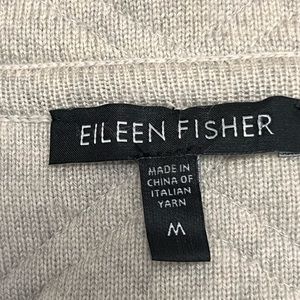 EILEEN FISHER
MADE IN
CHINA OF
ITALIAN
YARN
M